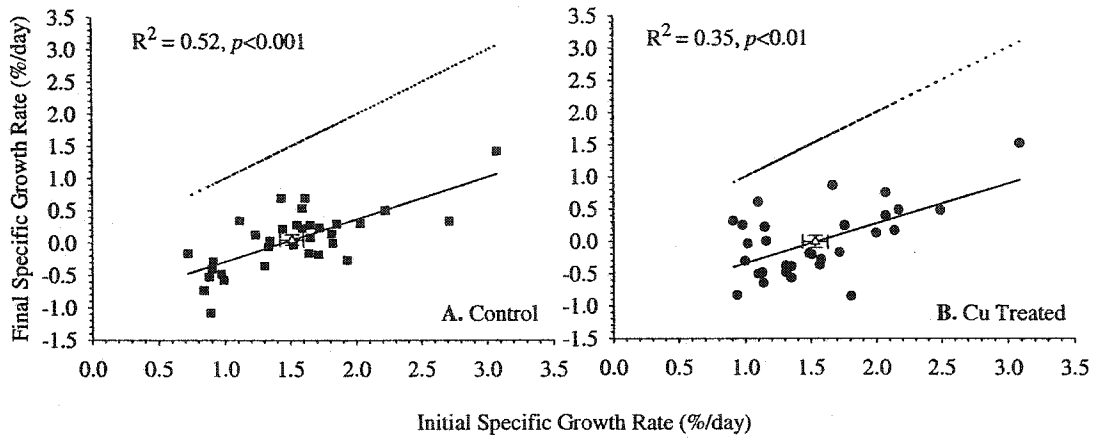 Final Specific Growth Rate (%/day)
3.5
3.0
2.5
2.0
1.5
1.0
0.5
0.0
-0.5
-1.0
-1.5
R² = 0.52, p<0.001
A. Control
0.0 0.5 1.0 1.5 2.0 2.5 3.0 3.5
3.5
3.0
2.5
2.0
1.5
1.0
0.5
0.0
-0.5
-1.0
-1.5
R² = 0.35, p<0.01
B. Cu Treated
0.0 0.5 1.0 1.5 2.0 2.5 3.0 3.5
Initial Specific Growth Rate (%/day)